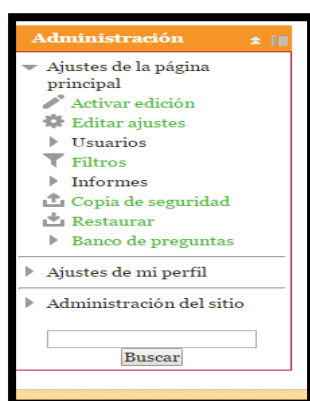 Administración
Ajustes de la página
principal
Activar edición
Editar ajustes
Usuarios
Filtros
Informes
Copia de seguridad
Restaurar
Banco de preguntas
Ajustes de mi perfil
Administración del sitio
Buscar